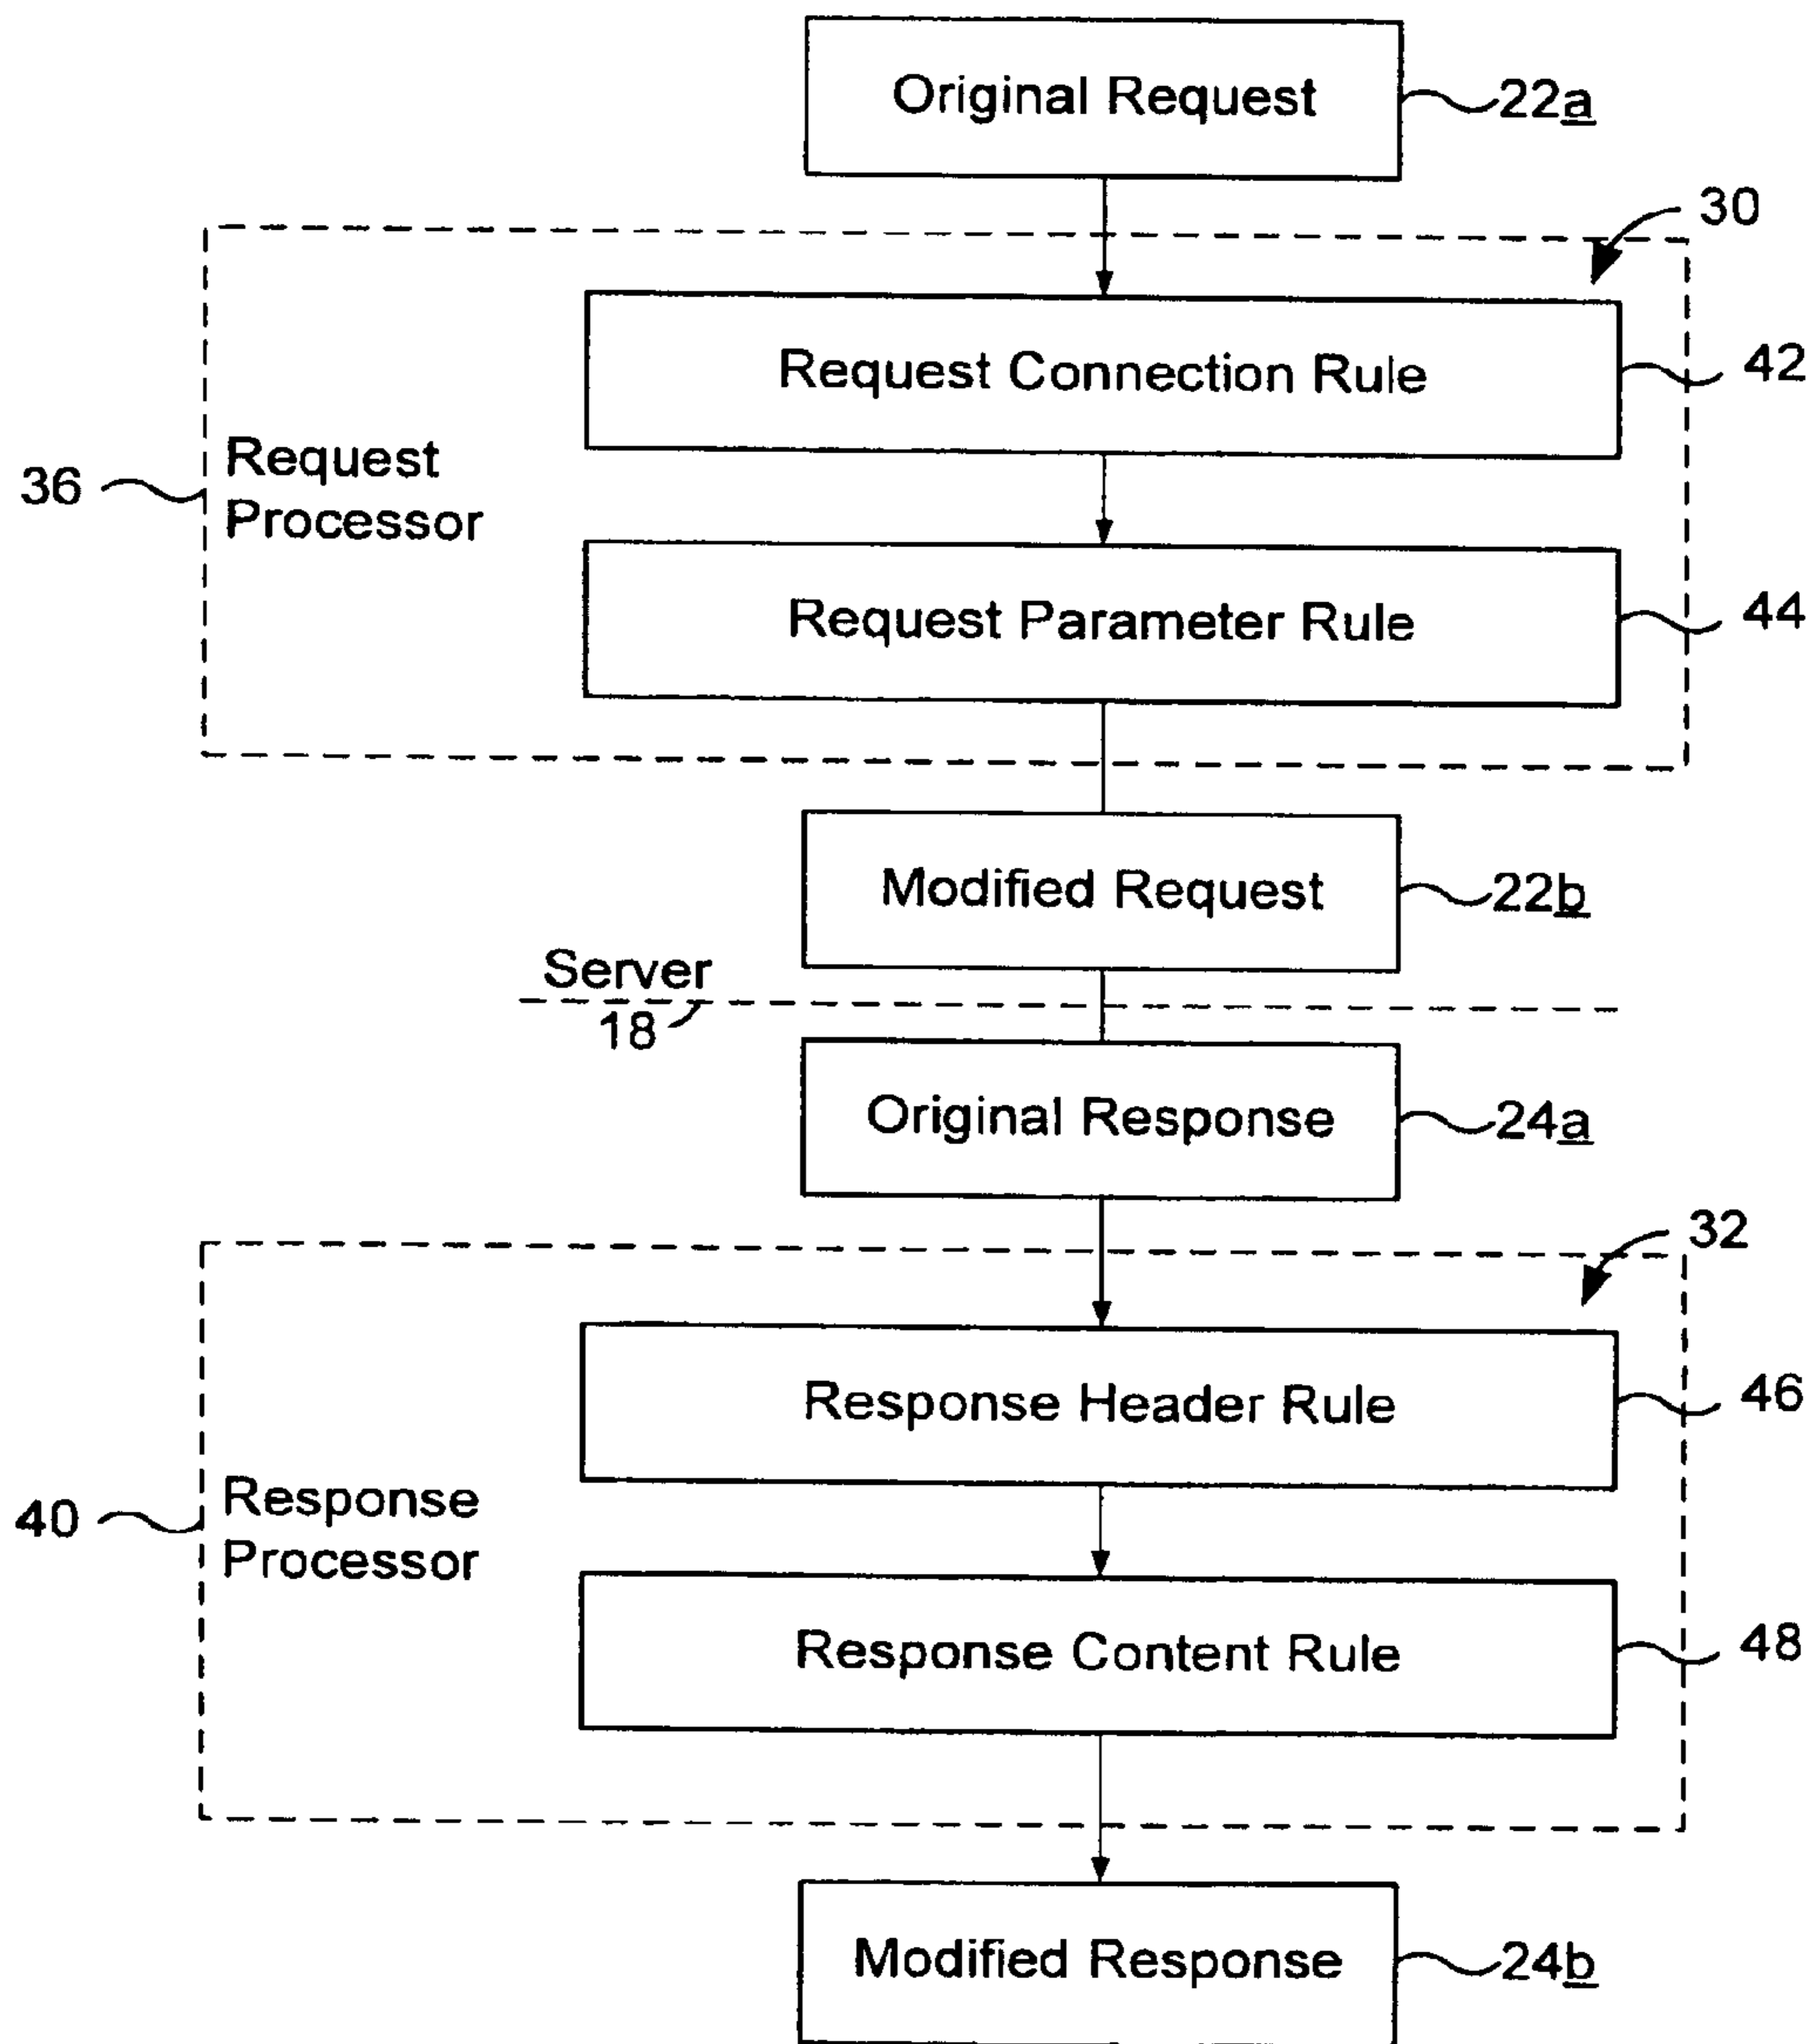 Original Request
22a
30
Request Connection Rule
42
Request
Processor
36
Request Parameter Rule
44
Modified Request
22b
Server
18
Original Response
24a
32
Response Header Rule
46
Response
Processor
40
Response Content Rule
48
Modified Response
24b